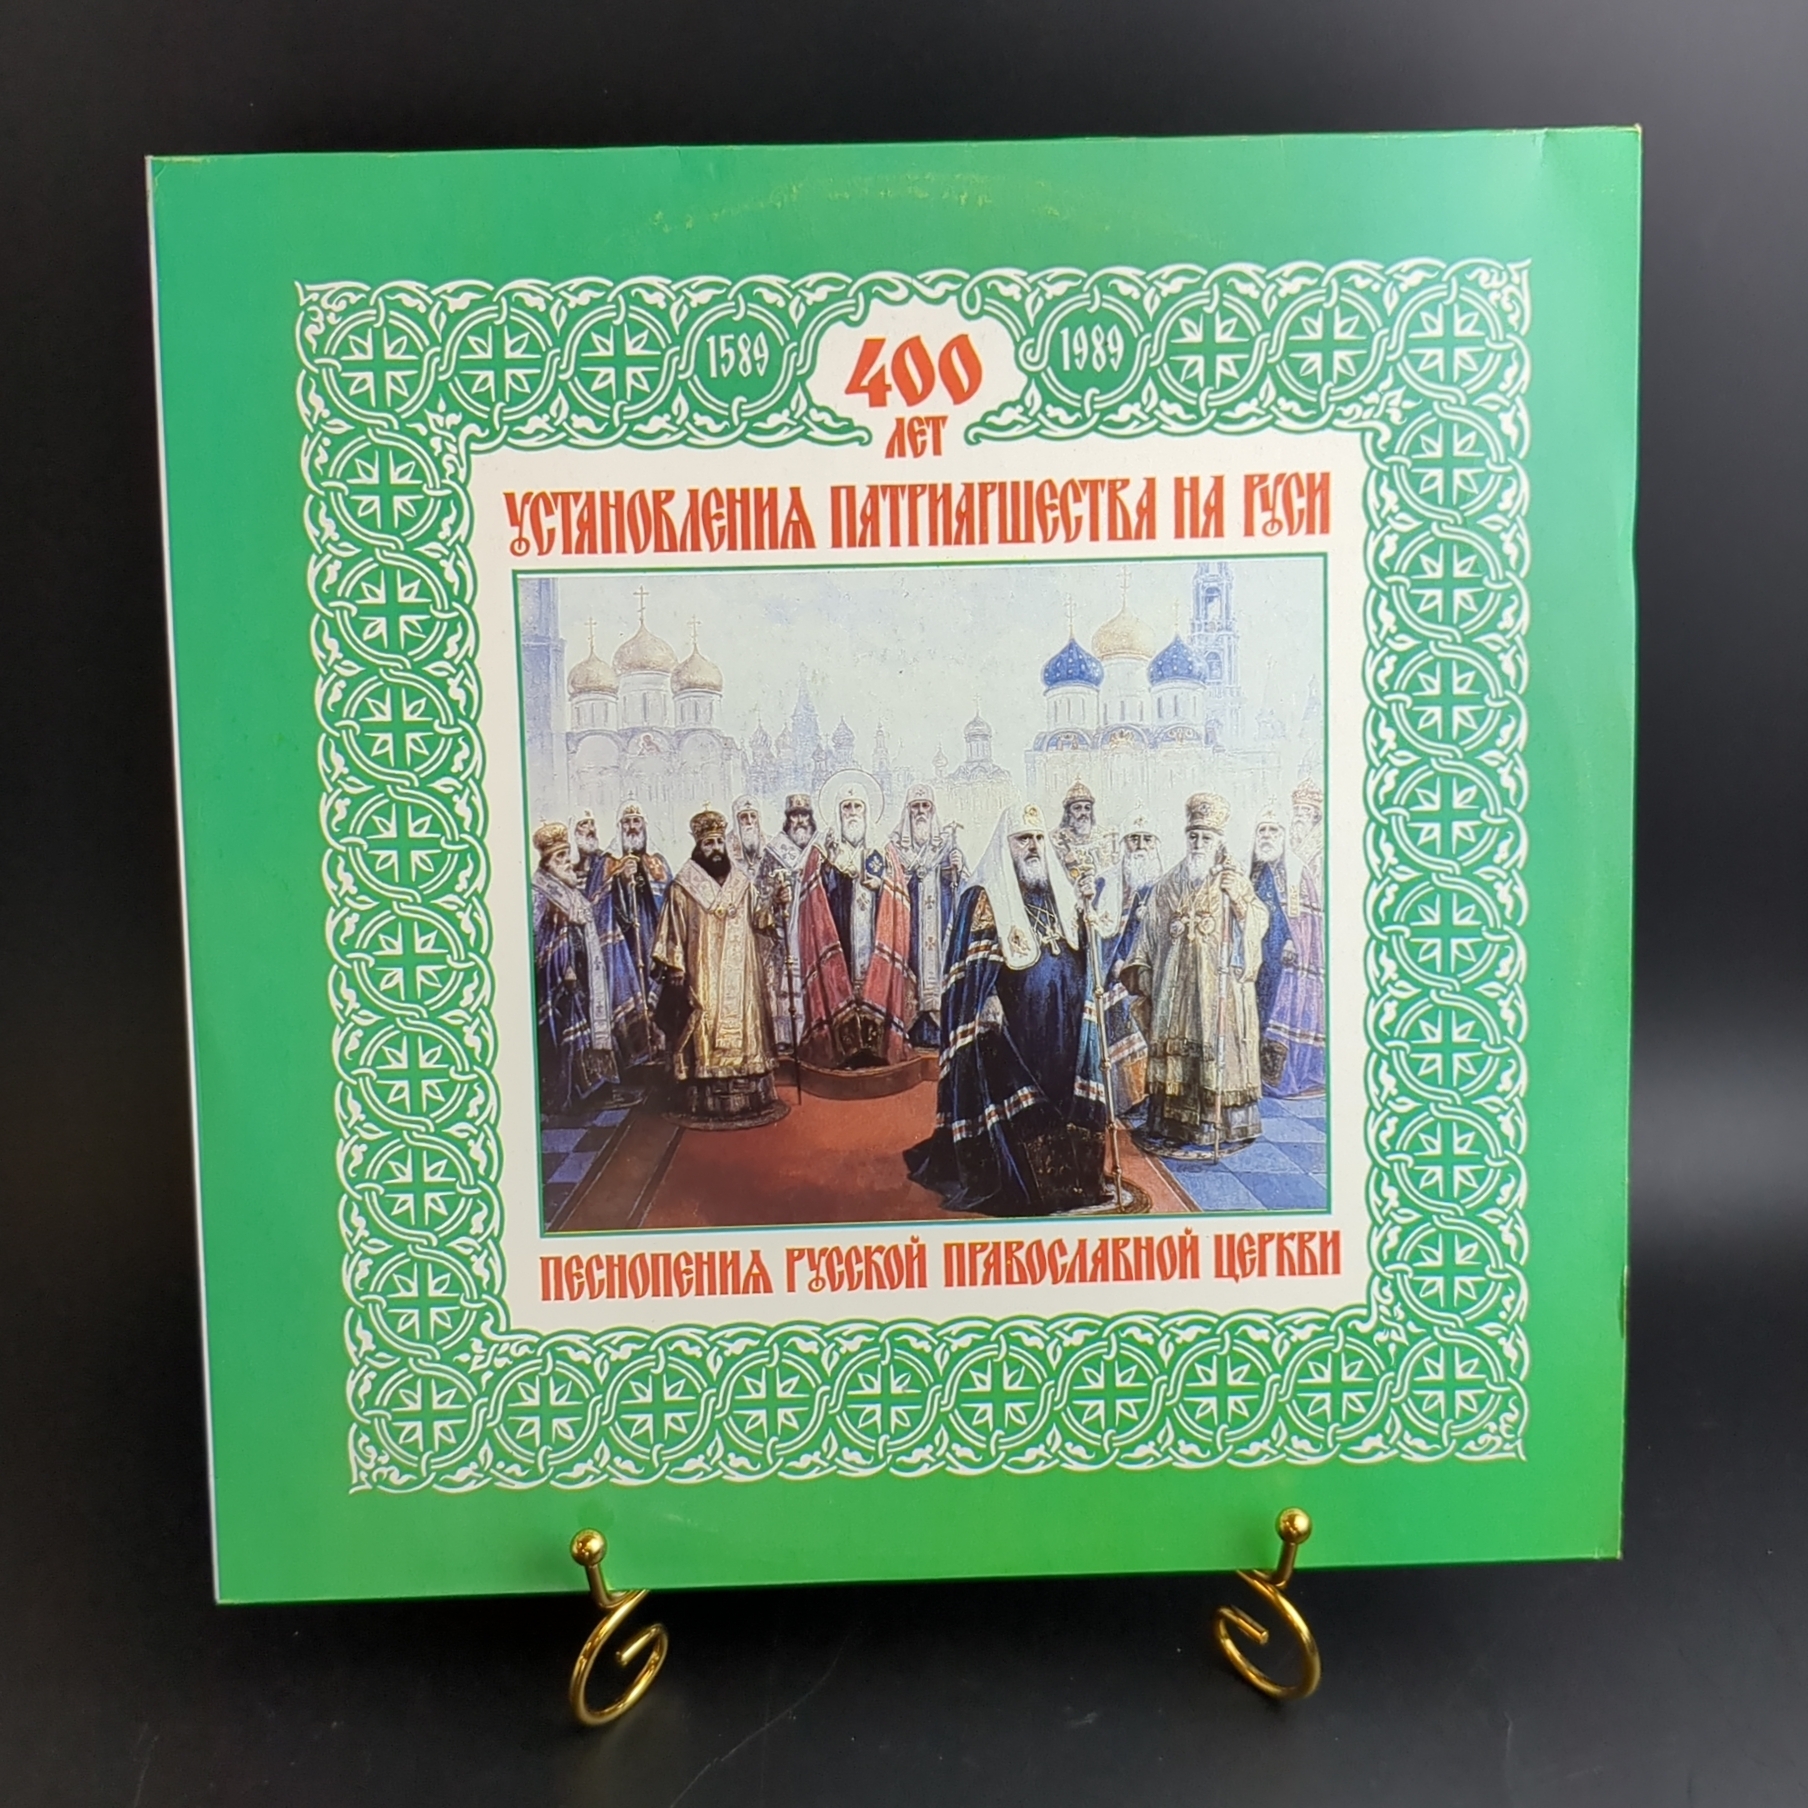 1589 400 1989
ЛЕТ
УСТАНОВЛЕНИЯ ПАТРИАРШЕСТВА НА РУСИ
ПЕСНОПЕНИЯ РУССКОЙ ПРАВОСЛАВНОЙ ЦЕРКВИ